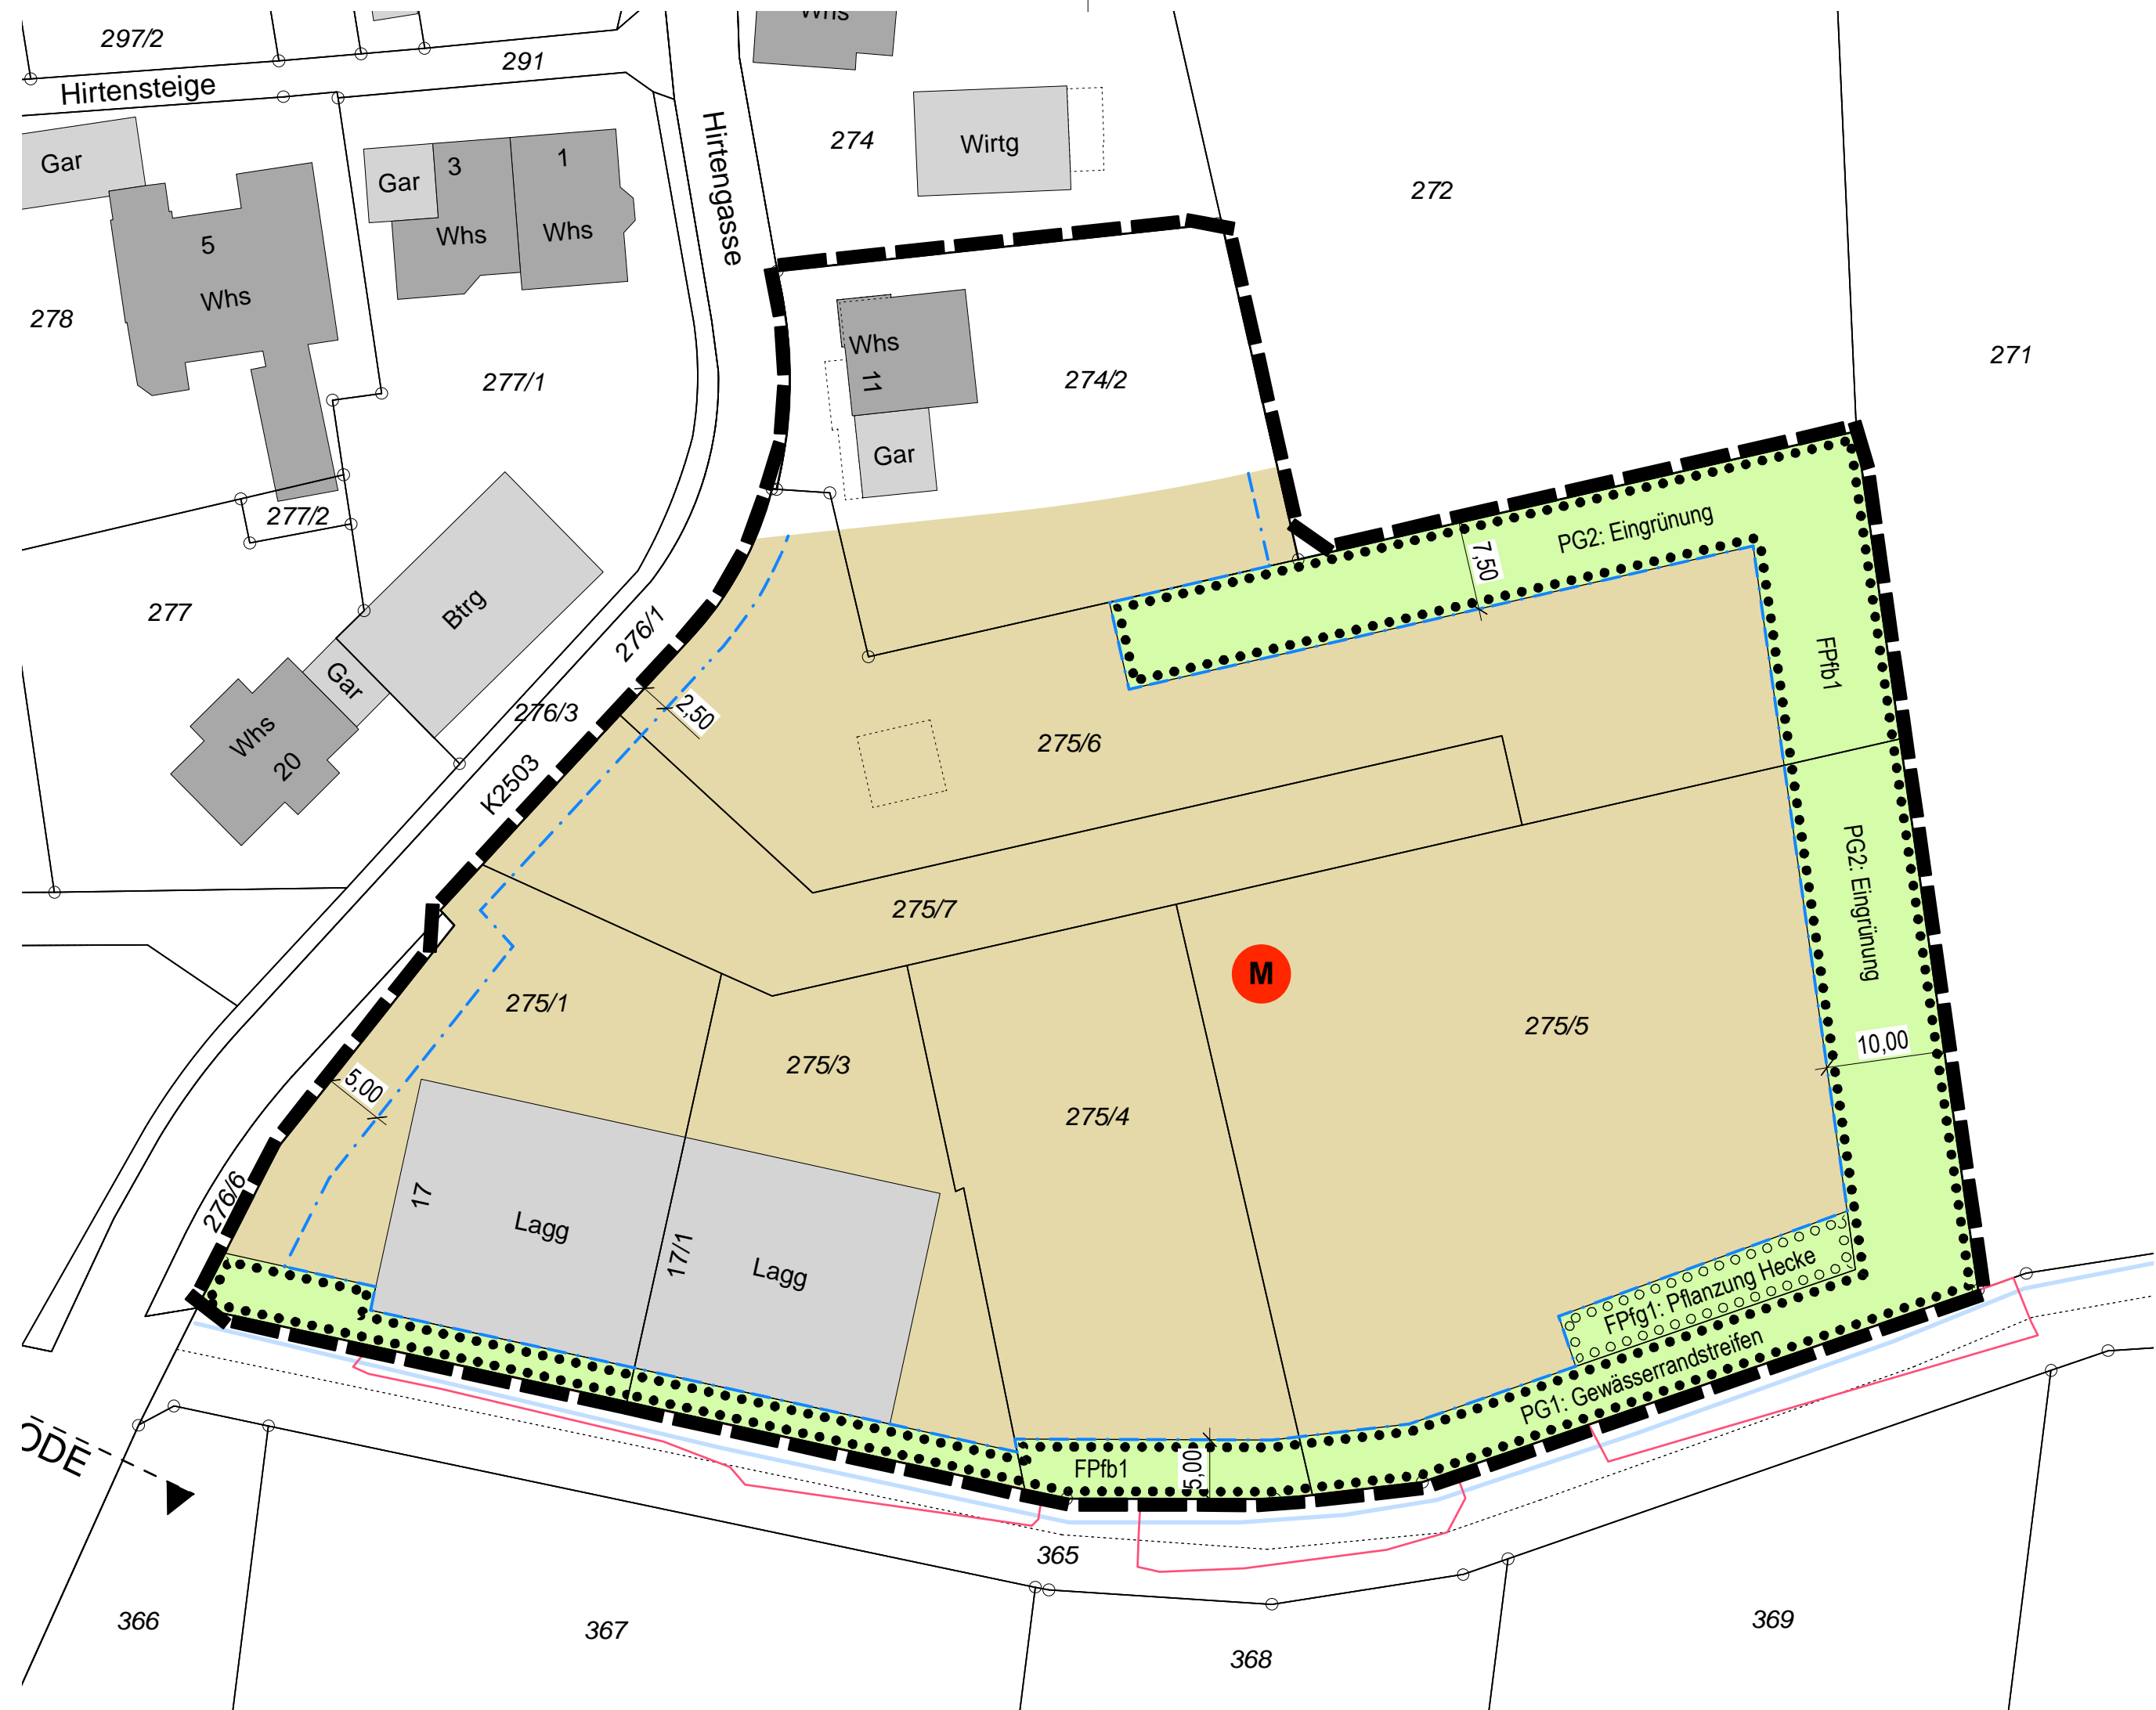 Whs
297/2
291
Hirtensteige
Hirtengasse
274
Wirtg
272
Gar
Gar
3
1
Whs
Whs
5
Whs
278
277/1
Whs
11
274/2
271
Gar
277/2
PG2: Eingrünung
7,50
277
Btrg
276/1
Gar
FPfb1
276/3
2,50
Whs
20
275/6
K2503
PG2: Eingrünung
275/7
M
275/1
275/5
10,00
275/3
5,00
275/4
276/6
17
Lagg
17/1
Lagg
FPfg1: Pflanzung Hecke
PG1: Gewässerrandstreifen
FPfb1
5,00
365
366
367
368
369